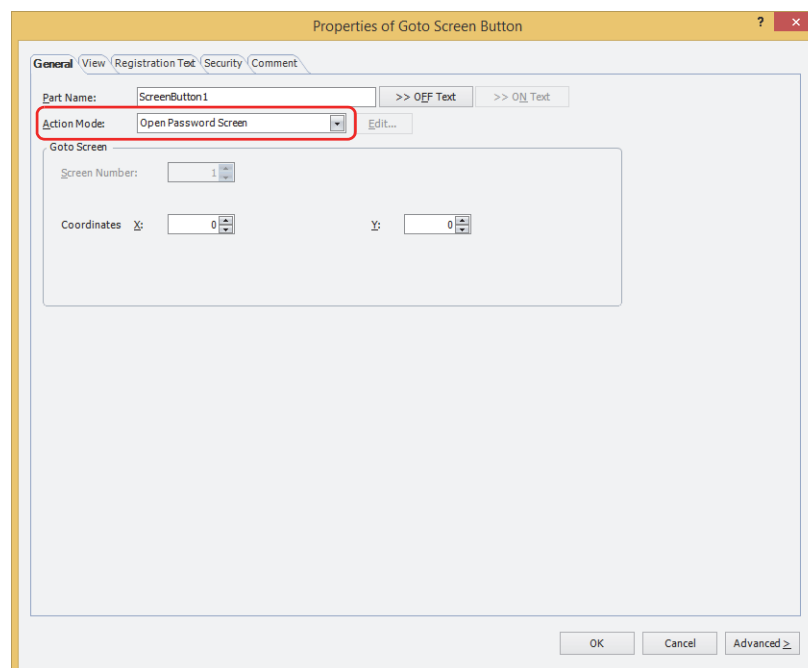 Properties of Goto Screen Button
General View Registration Text Security Comment
Part Name: ScreenButton1 >> OFF Text >> ON Text
Action Mode: Open Password Screen Edit...
Goto Screen
Screen Number: 1
Coordinates X: 0 Y: 0
OK Cancel Advanced >